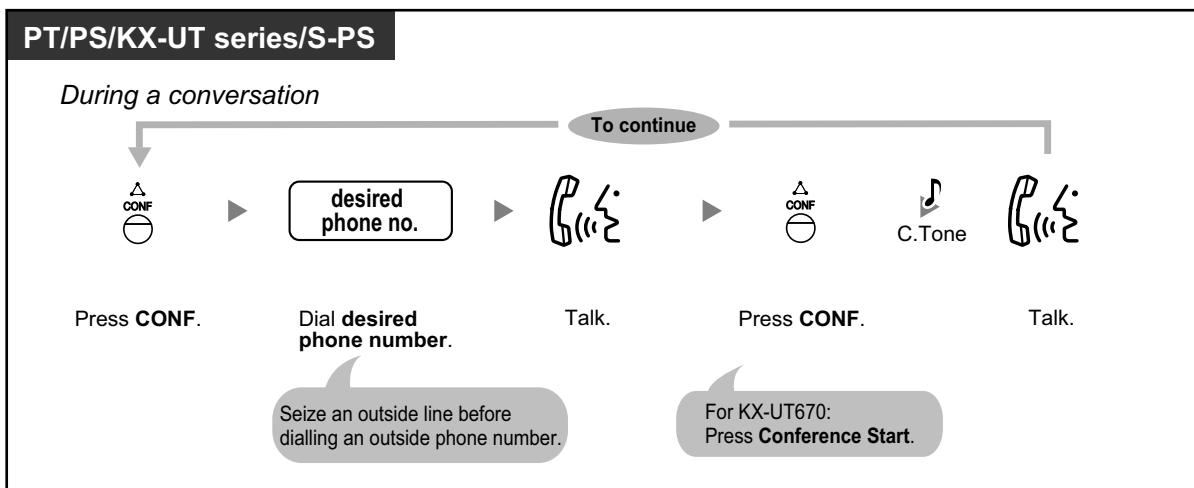 PT/PS/KX-UT series/S-PS
During a conversation
To continue
CONF
desired
phone no.
CONF
C.Tone
Press CONF.
Dial desired
phone number.
Talk.
Press CONF.
Talk.
Seize an outside line before
dialling an outside phone number.
For KX-UT670:
Press Conference Start.